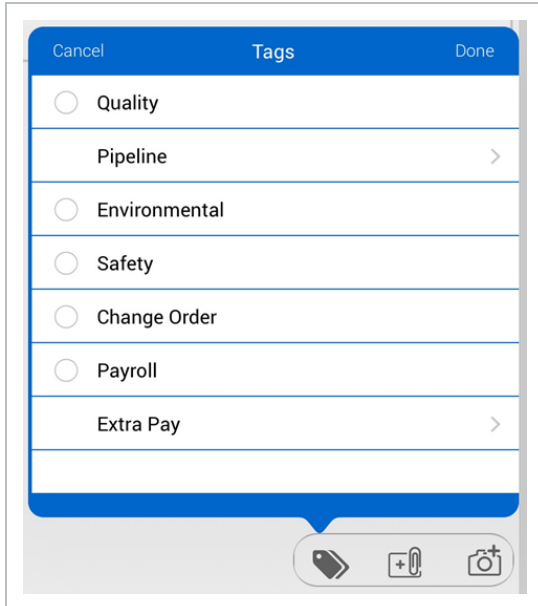 Cancel Tags Done
Quality
Pipeline
Environmental
Safety
Change Order
Payroll
Extra Pay